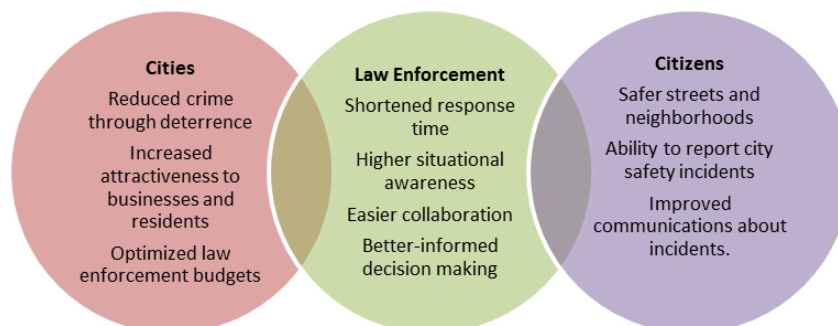 Cities
Reduced crime
through deterrence
Increased
attractiveness to
businesses and
residents
Optimized law
enforcement budgets
Law Enforcement
Shortened response
time
Higher situational
awareness
Easier collaboration
Better-informed
decision making
Citizens
Safer streets and
neighborhoods
Ability to report city
safety incidents
Improved
communications about
incidents.